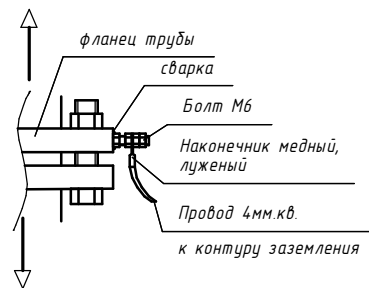 фланец трубы
сварка
Болт М6
Наконечник медный,
луженый
Провод 4мм.кв.
к контуру заземления